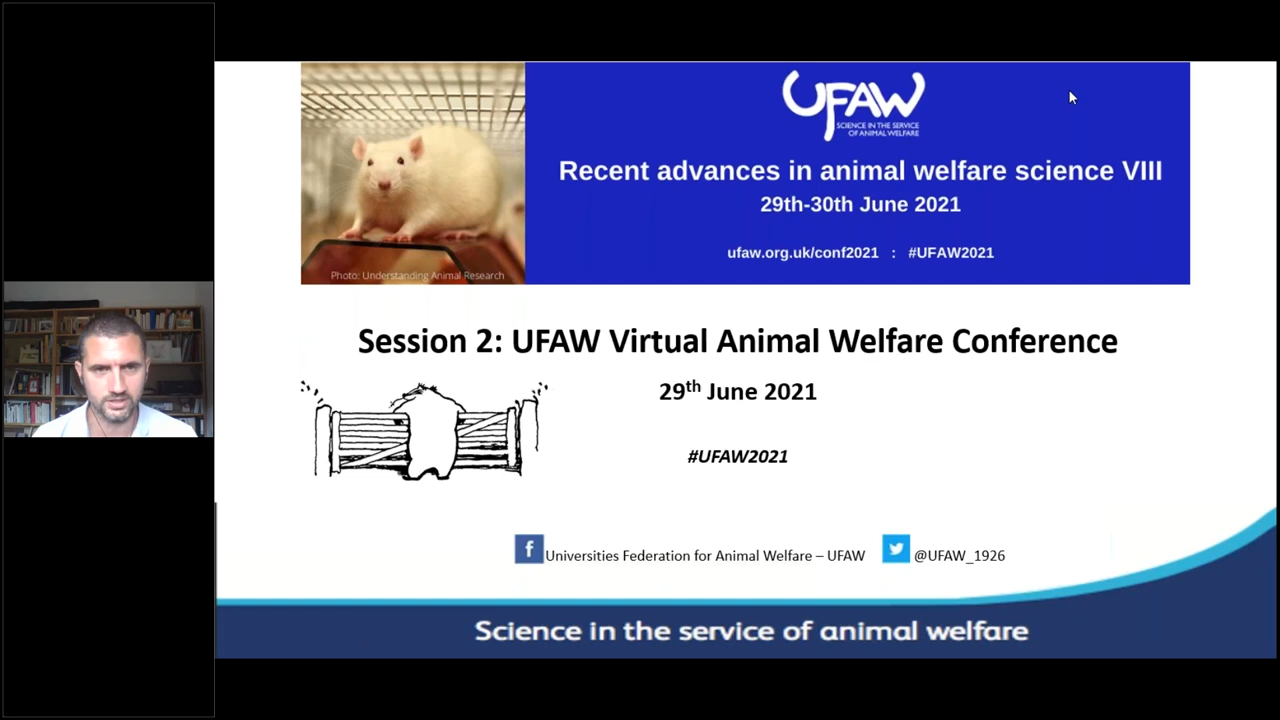 UFAW
SCIENCE IN THE SERVICE
OF ANIMAL WELFARE
Recent advances in animal welfare science VIII
29th-30th June 2021
ufaw.org.uk/conf2021 : #UFAW2021
Photo: Understanding Animal Research
Session 2: UFAW Virtual Animal Welfare Conference
29th June 2021
#UFAW2021
f Universities Federation for Animal Welfare – UFAW @UFAW_1926
Science in the service of animal welfare